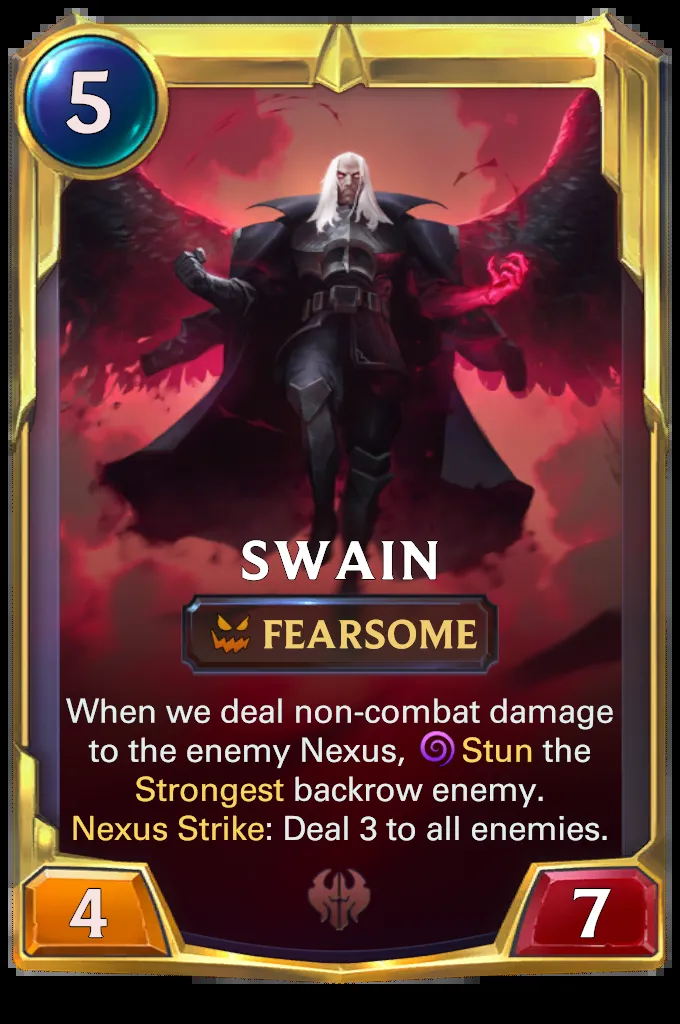 5
SWAIN
FEARSOME
When we deal non-combat damage
to the enemy Nexus, Stun the
Strongest backrow enemy.
Nexus Strike: Deal 3 to all enemies.
4
7